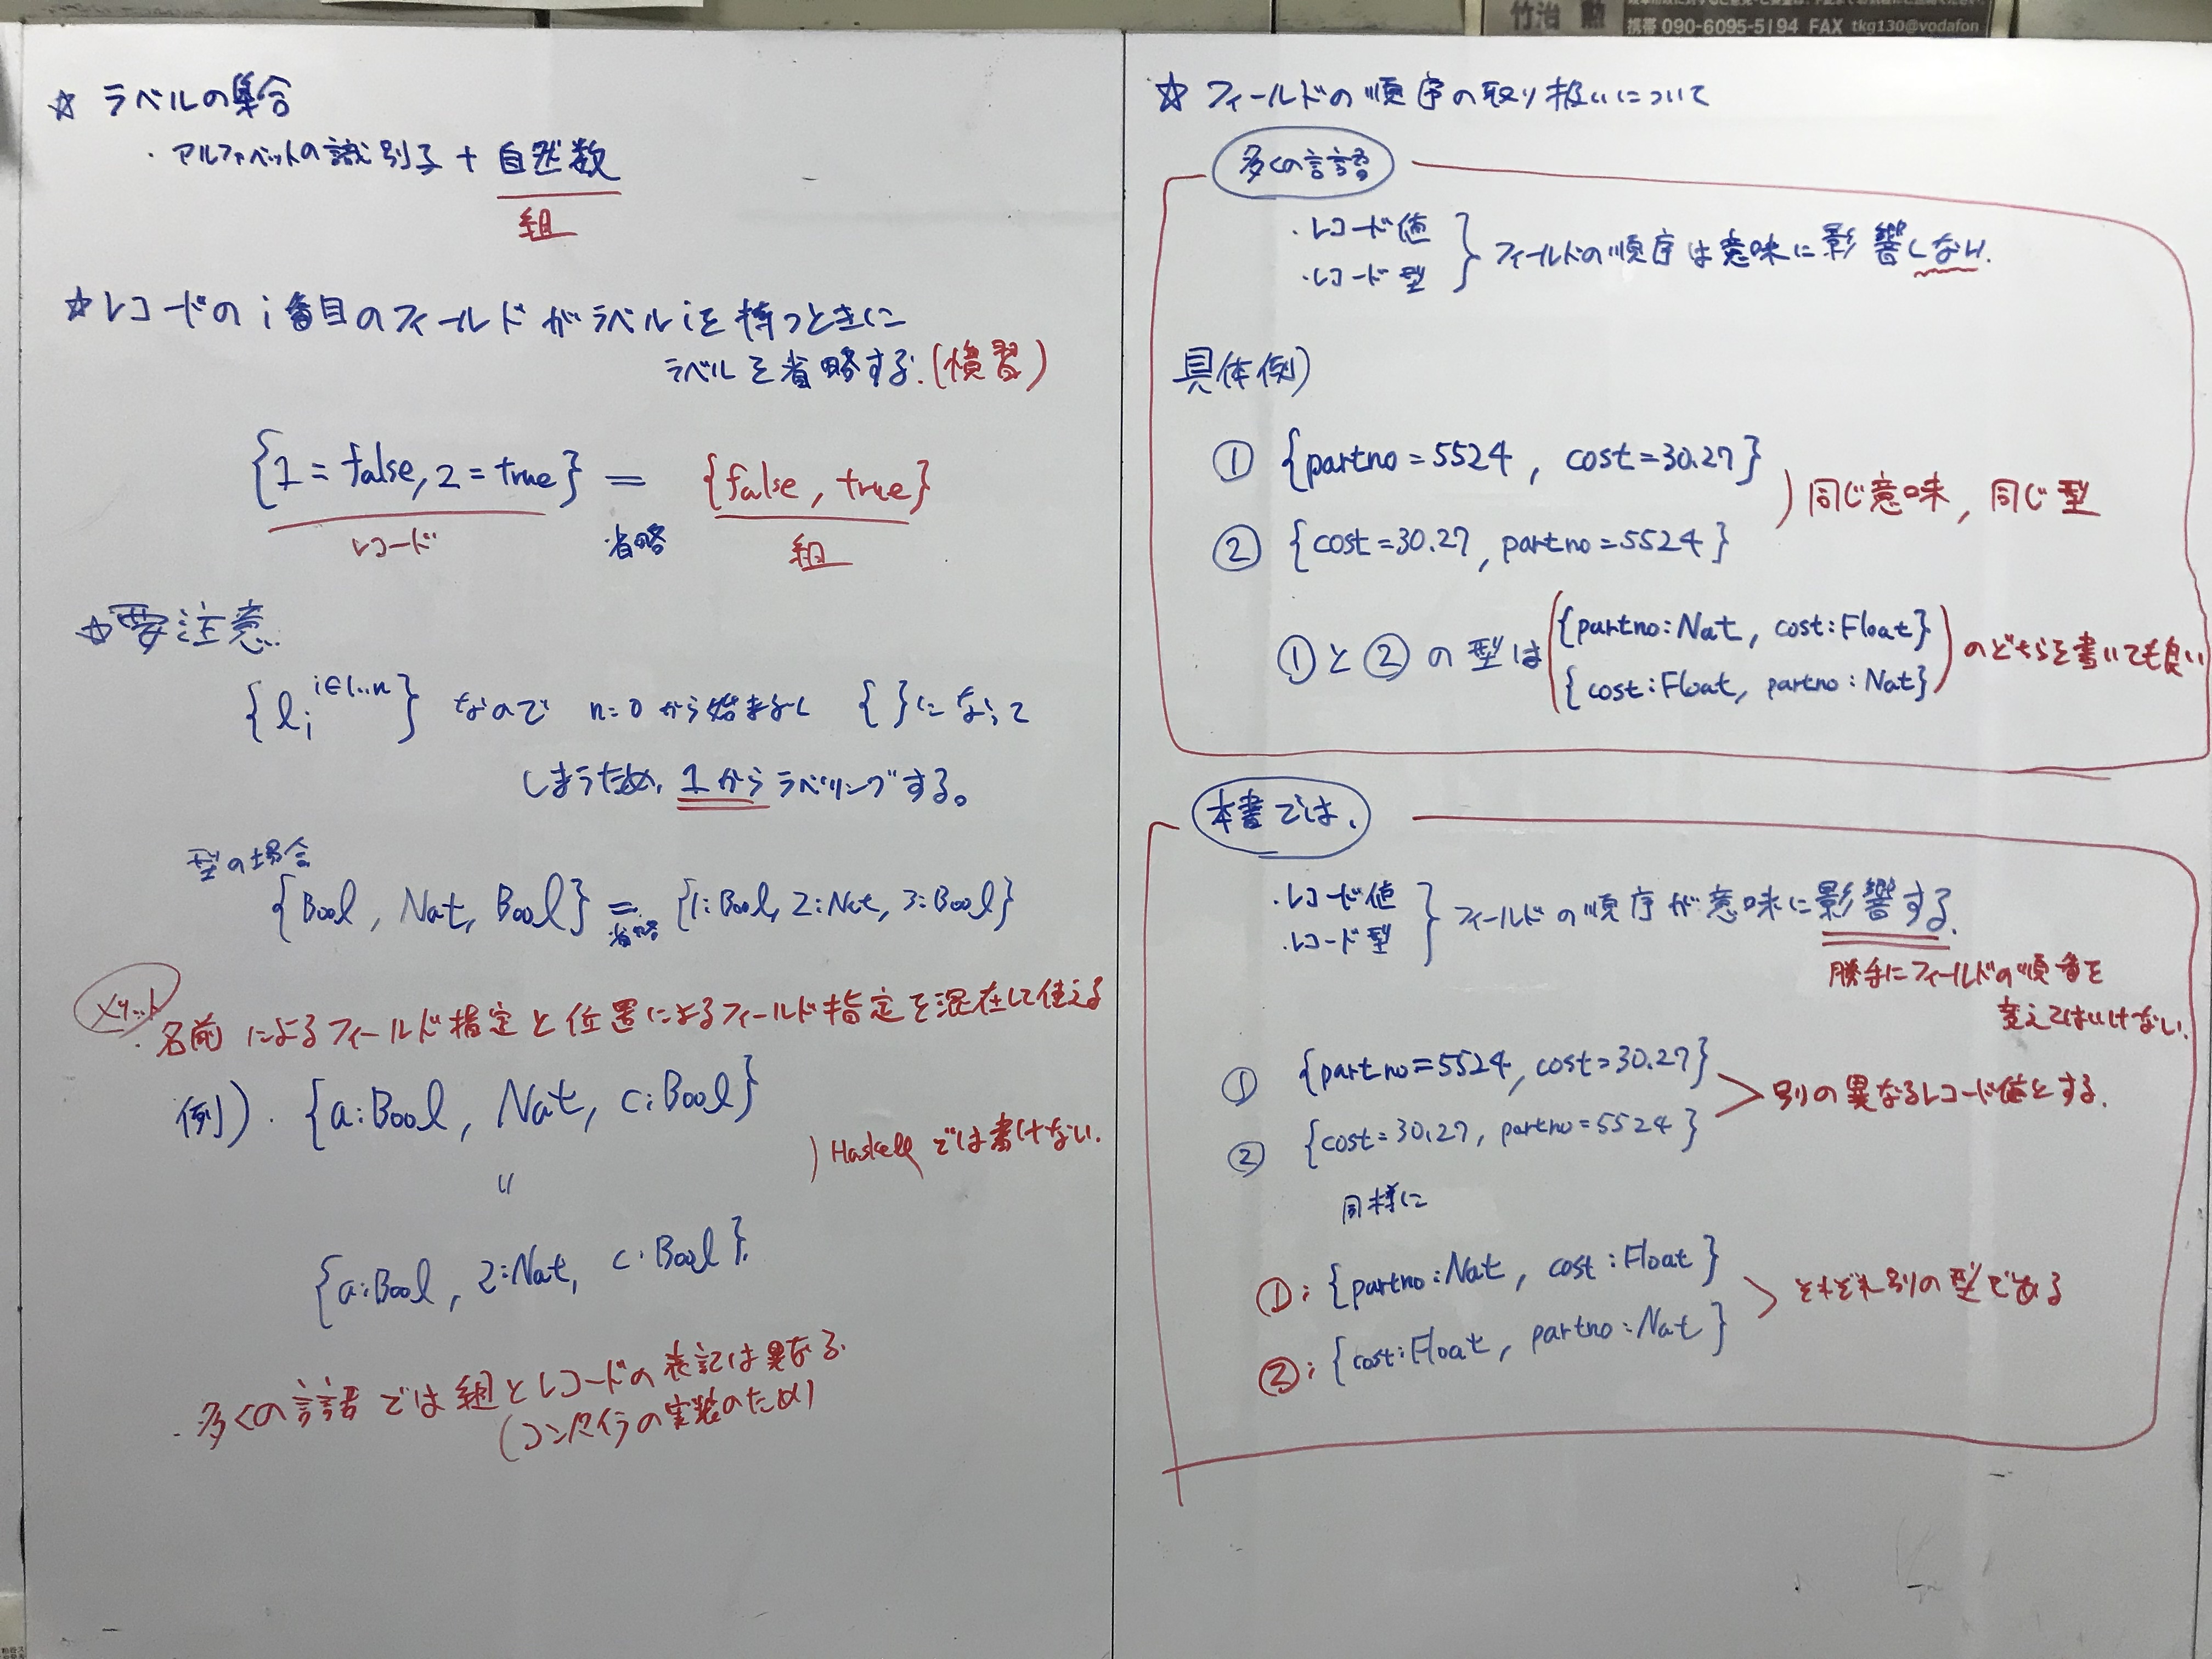 ☆ ラベルの集合
・アルファベットの識別子 + 自然数
組
☆ レコードの i 番目のフィールドがラベル i を持つときに
ラベルを省略する.(慣習)
{1 = false, 2 = true} = {false, true}
レコード 省略 組
☆ 要注意.
{l_i^{i∈1..n}} なので n=0 から始まると { } になって
しまうため、1からラベリングする。
型の場合
{Bool, Nat, Bool} = {1:Bool, 2:Nat, 3:Bool}
省略
メリット
・名前によるフィールド指定と位置によるフィールド指定を混在して使える
例). {a:Bool, Nat, c:Bool}
) Haskell では書けない.
=
{a:Bool, 2:Nat, c:Bool}.
・多くの言語では組とレコードの表記は異なる.
(コンパイラの実装のため)
竹治 勲
携帯 090-6095-5194 FAX tkg130@vodafon
☆ フィールドの順序の取り扱いについて
多くの言語
・レコード値
・レコード型 } フィールドの順序は意味に影響しない.
具体例)
① {partno=5524, cost=30.27}
) 同じ意味, 同じ型
② {cost=30.27, partno=5524}
①と②の型は ({partno:Nat, cost:Float} {cost:Float, partno:Nat}) のどちらを書いても良い
本書では、
・レコード値
・レコード型 } フィールドの順序が意味に影響する.
勝手にフィールドの順番を
変えてはいけない.
① {partno=5524, cost=30.27}
> 別の異なるレコード値とする.
② {cost=30.27, partno=5524}
同様に
①: {partno:Nat, cost:Float}
> それぞれ別の型である
②: {cost:Float, partno:Nat}